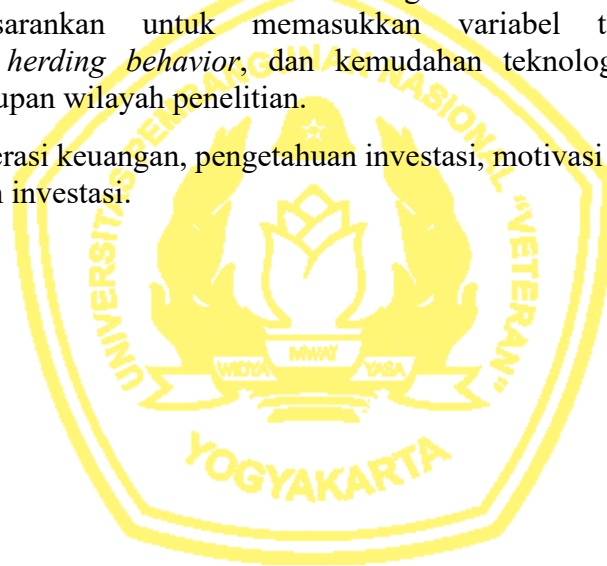 sarankan untuk memasukkan variabel t
herding behavior, dan kemudahan teknolog
upan wilayah penelitian.
erasi keuangan, pengetahuan investasi, motivasi
investasi.
UNIVERSITAS PEMBANGUNAN NASIONAL "VETERAN"
WIDYA MWAT YASA
YOGYAKARTA